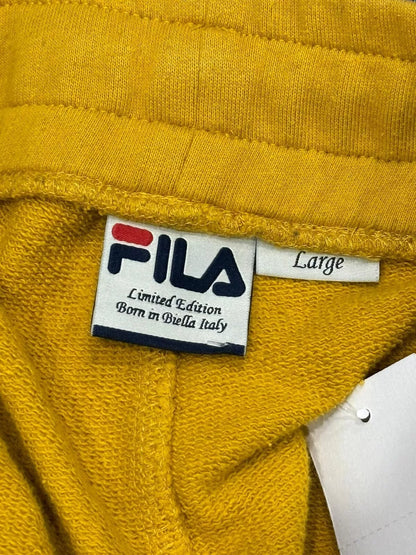 FILA
Large
Limited Edition
Born in Biella Italy